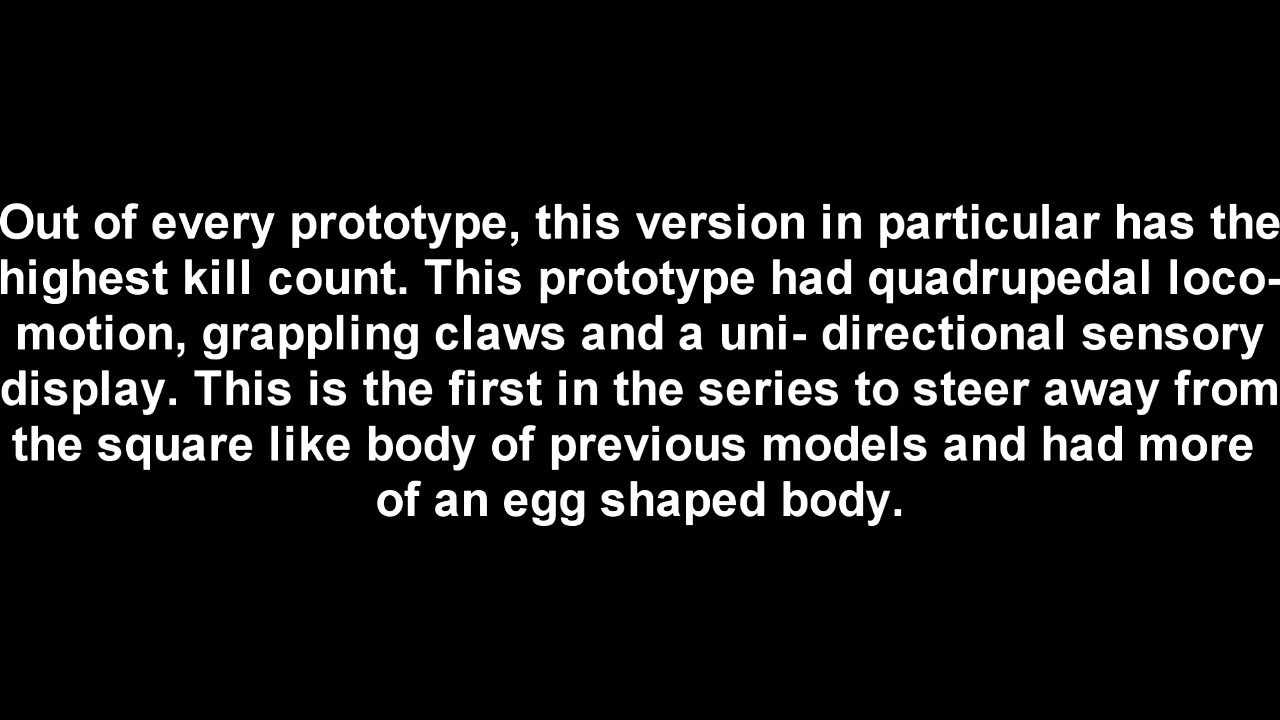 Out of every prototype, this version in particular has the
highest kill count. This prototype had quadrupedal loco-
motion, grappling claws and a uni- directional sensory
display. This is the first in the series to steer away from
the square like body of previous models and had more
of an egg shaped body.